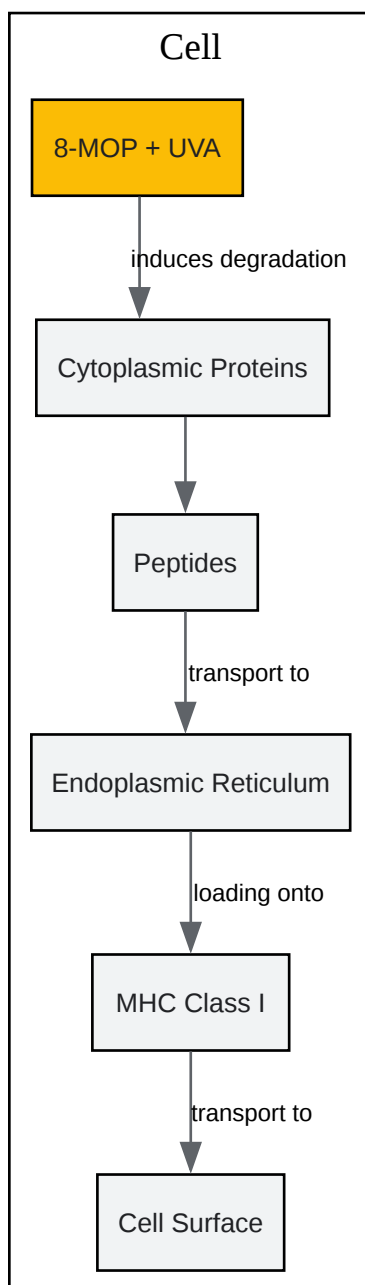 Cell
8-MOP + UVA
induces degradation
Cytoplasmic Proteins
Peptides
transport to
Endoplasmic Reticulum
loading onto
MHC Class I
transport to
Cell Surface